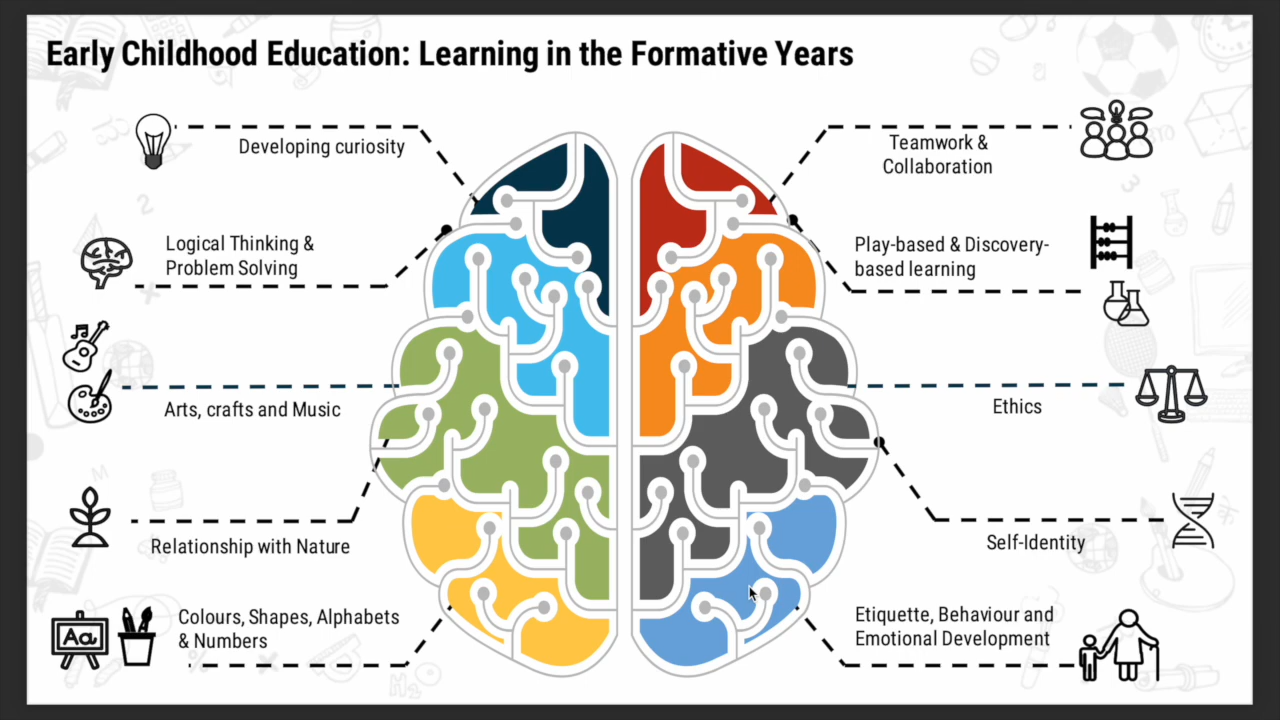 Early Childhood Education: Learning in the Formative Years
Developing curiosity
Logical Thinking &
Problem Solving
Arts, crafts and Music
Relationship with Nature
Aa
Colours, Shapes, Alphabets
& Numbers
Teamwork &
Collaboration
Play-based & Discovery-
based learning
Ethics
Self-Identity
Etiquette, Behaviour and
Emotional Development